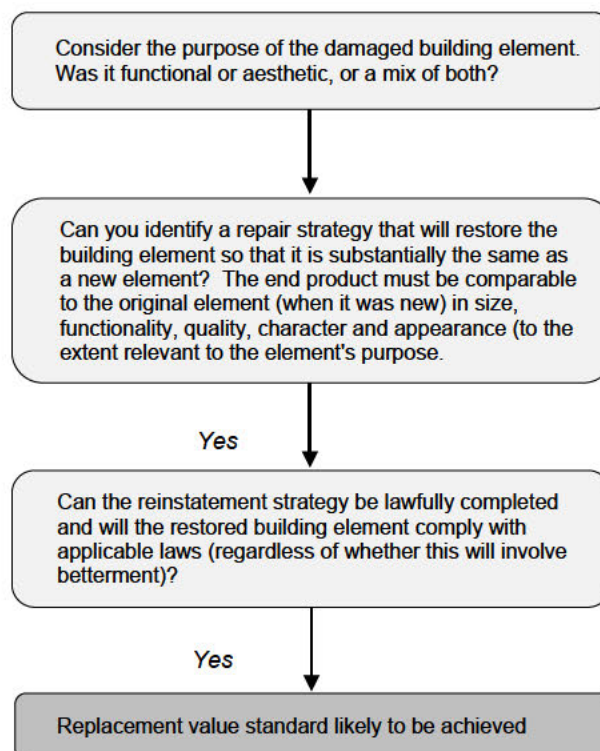 Consider the purpose of the damaged building element.
Was it functional or aesthetic, or a mix of both?
Can you identify a repair strategy that will restore the
building element so that it is substantially the same as
a new element?  The end product must be comparable
to the original element (when it was new) in size,
functionality, quality, character and appearance (to the
extent relevant to the element's purpose.
Yes
Can the reinstatement strategy be lawfully completed
and will the restored building element comply with
applicable laws (regardless of whether this will involve
betterment)?
Yes
Replacement value standard likely to be achieved